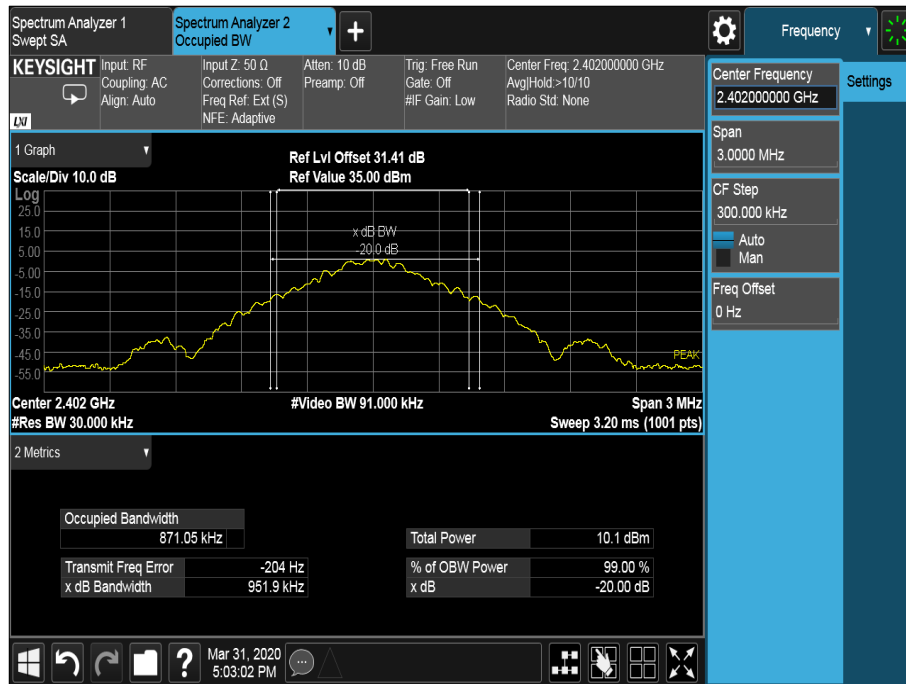 Spectrum Analyzer 1
Swept SA
Spectrum Analyzer 2
Occupied BW
Frequency
KEYSIGHT
LXI
Input: RF
Coupling: AC
Align: Auto
Input Z: 50 Ω
Corrections: Off
Freq Ref: Ext (S)
NFE: Adaptive
Atten: 10 dB
Preamp: Off
Trig: Free Run
Gate: Off
#IF Gain: Low
Center Freq: 2.402000000 GHz
Avg|Hold:>10/10
Radio Std: None
Center Frequency
2.402000000 GHz
Settings
Span
3.0000 MHz
CF Step
300.000 kHz
Auto
Man
Freq Offset
0 Hz
1 Graph
Scale/Div 10.0 dB
Ref Lvl Offset 31.41 dB
Ref Value 35.00 dBm
Log
25.0
15.0
5.00
-5.00
-15.0
-25.0
-35.0
-45.0
-55.0
x dB BW
-20.0 dB
PEAK
Center 2.402 GHz
#Video BW 91.000 kHz
Span 3 MHz
#Res BW 30.000 kHz
Sweep 3.20 ms (1001 pts)
2 Metrics
Occupied Bandwidth
871.05 kHz
Total Power 10.1 dBm
Transmit Freq Error -204 Hz
% of OBW Power 99.00 %
x dB Bandwidth 951.9 kHz
x dB -20.00 dB
?
Mar 31, 2020
5:03:02 PM